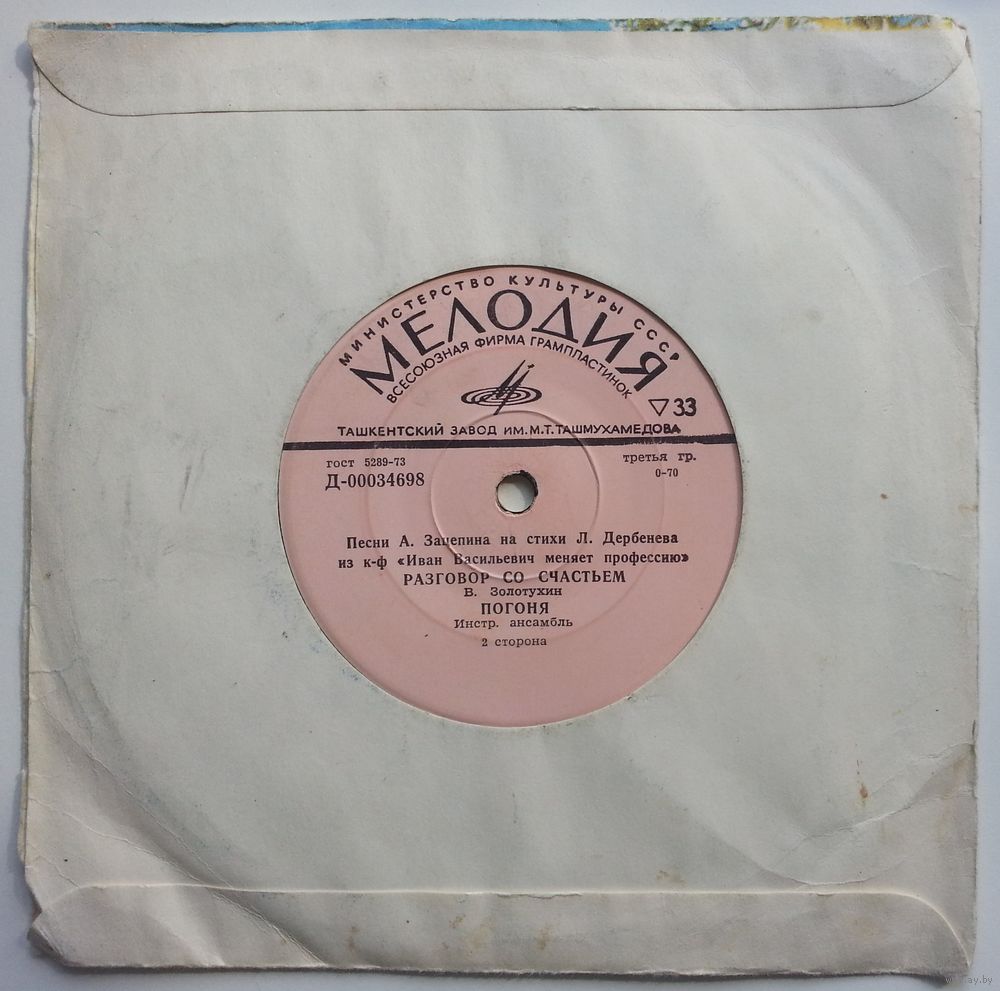 МИНИСТЕРСТВО КУЛЬТУРЫ СССР
МЕЛОДИЯ
ВСЕСОЮЗНАЯ ФИРМА ГРАМПЛАСТИНОК
▽33
ТАШКЕНТСКИЙ ЗАВОД ИМ. М.Т. ТАШМУХАМЕДОВА
гост 5289-73
третья гр.
Д-00034698
0-70
Песни А. Зацепина на стихи Л. Дербенева
из к-ф «Иван Васильевич меняет профессию»
РАЗГОВОР СО СЧАСТЬЕМ
В. Золотухин
ПОГОНЯ
Инстр. ансамбль
2 сторона